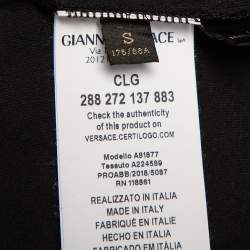 GIANNI
Via
2012
S
175/88A
CLG
288 272 137 883
Check the authenticity
of this product on
VERSACE.CERTILOGO.COM
Modello A81877
Tessuto A224589
PROABB/2018/5087
RN 118861
REALIZZATO IN ITALIA
MADE IN ITALY
FABRIQUÉ EN ITALIE
HECHO EN ITALIA